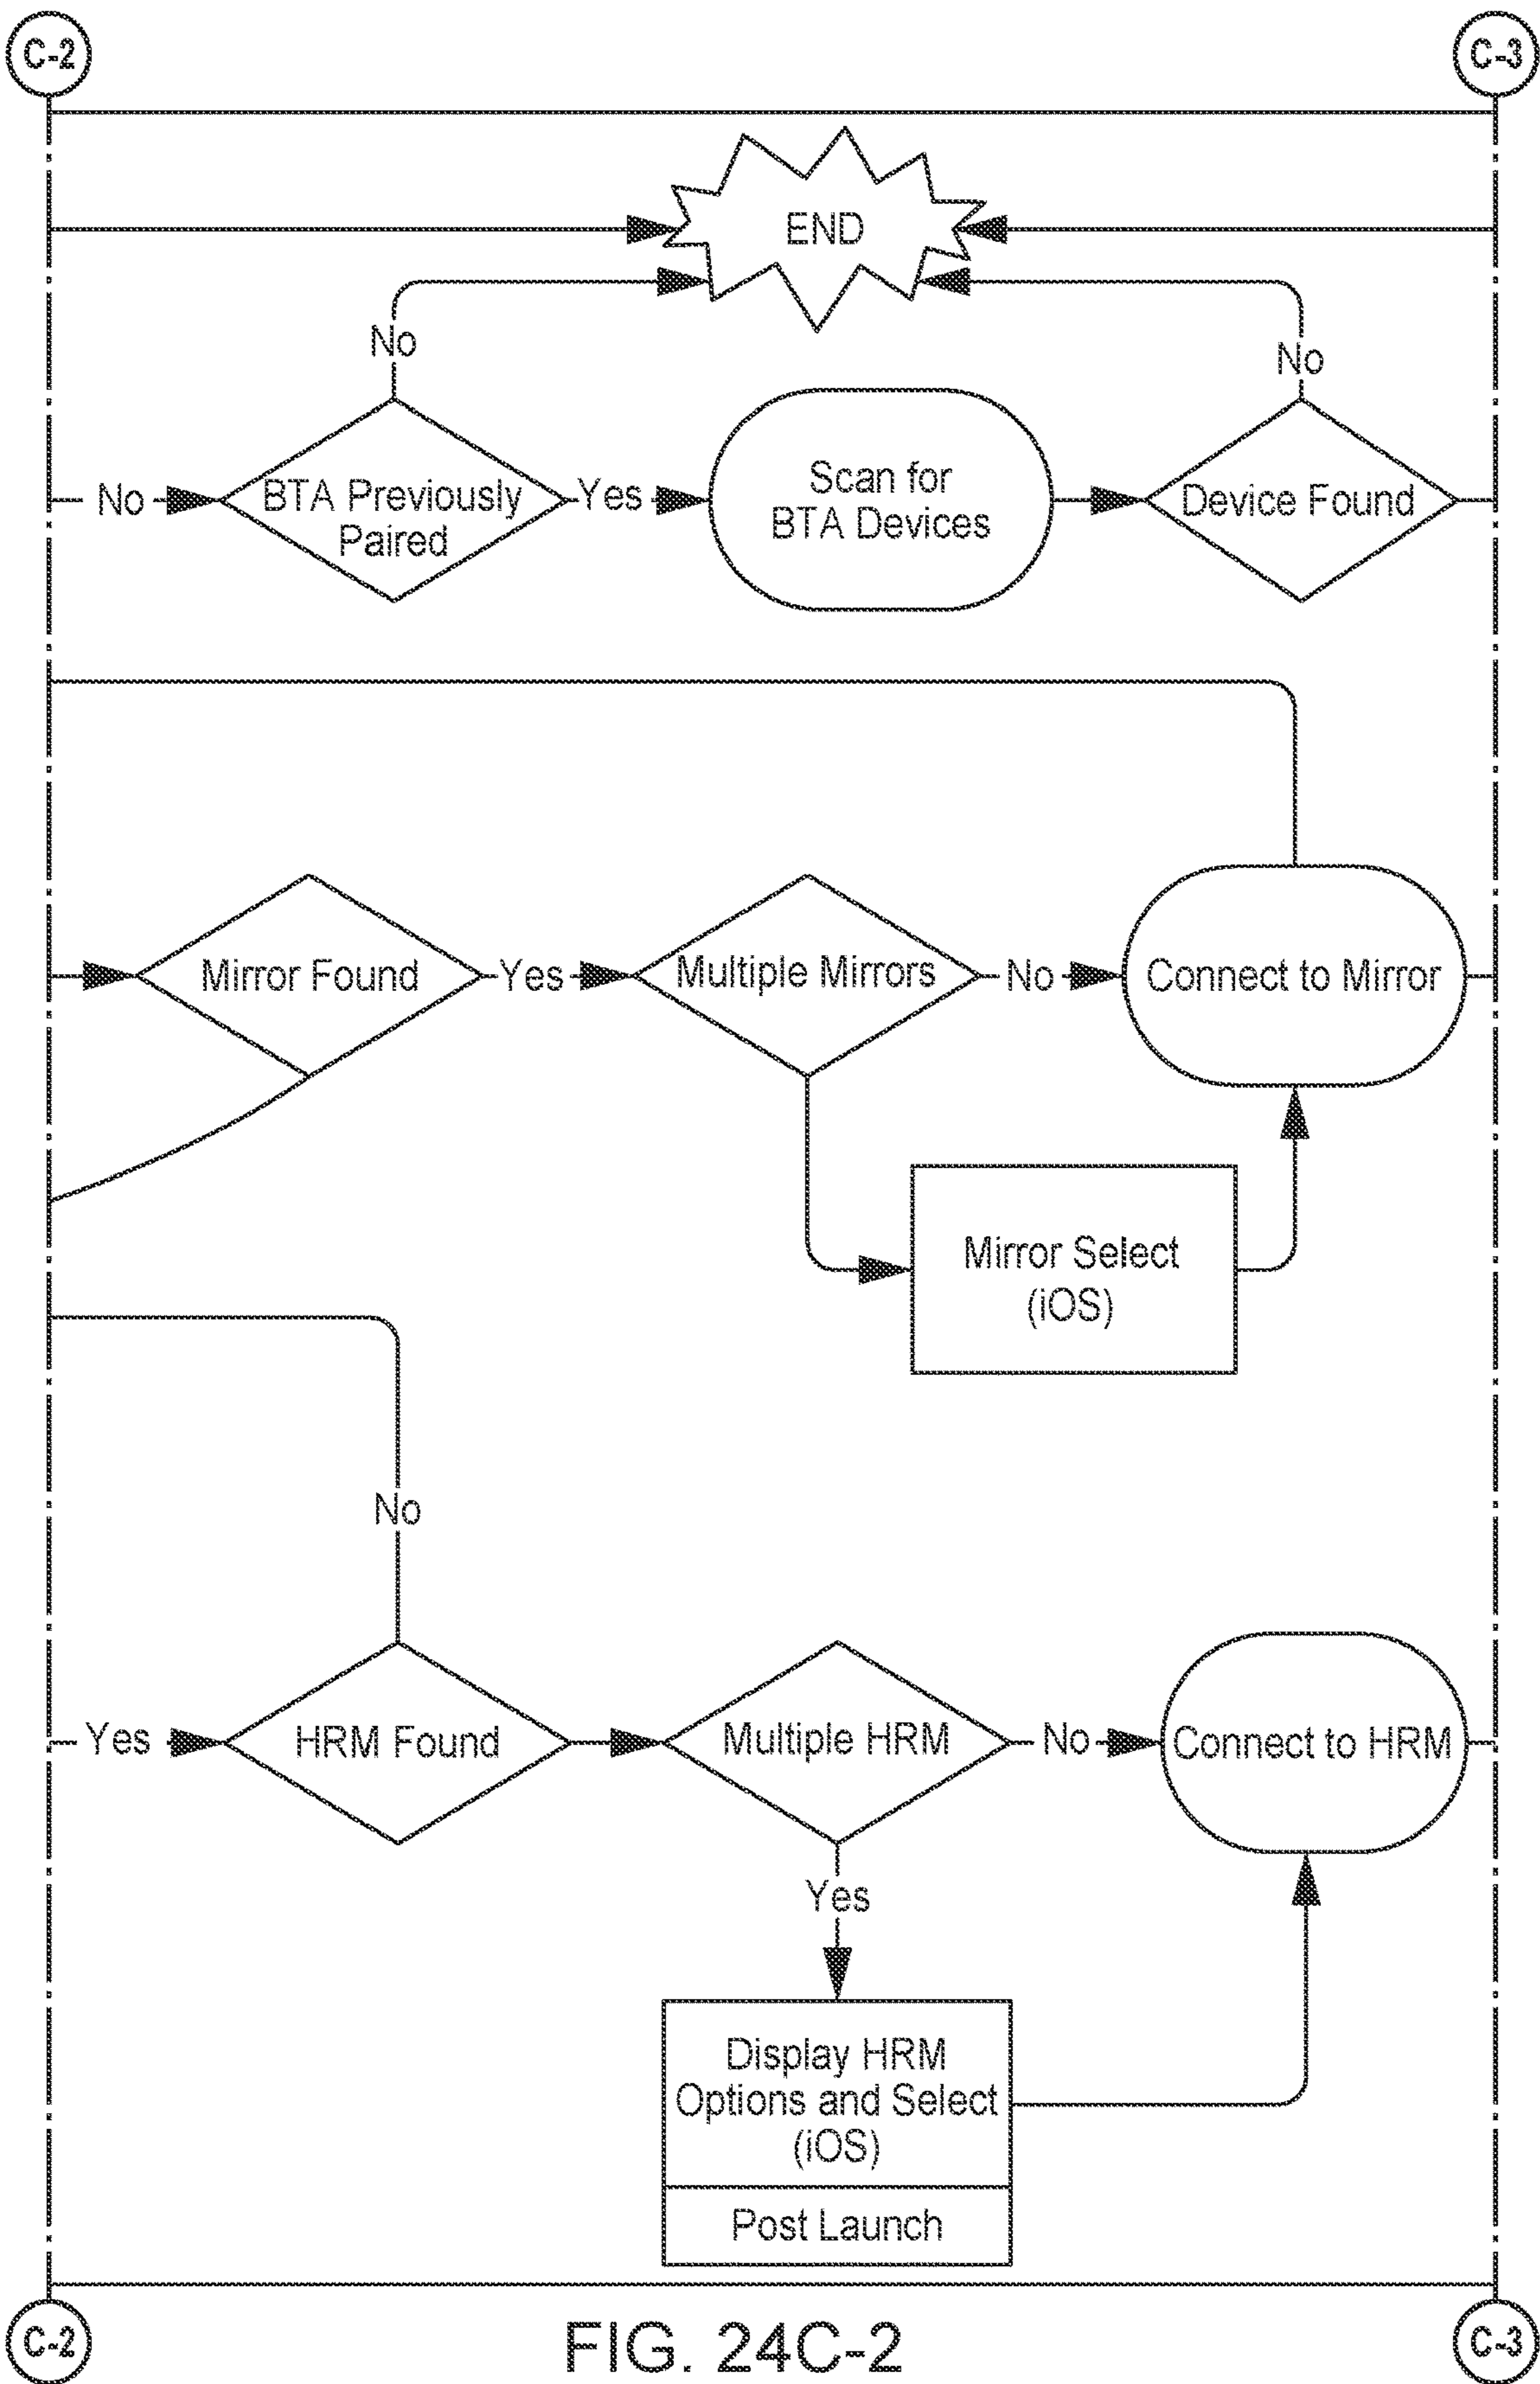 C-2
C-3
END
No
No
No
BTA Previously
Paired
Yes
Scan for
BTA Devices
Device Found
Mirror Found
Yes
Multiple Mirrors
No
Connect to Mirror
Mirror Select
(iOS)
No
Yes
HRM Found
Multiple HRM
No
Connect to HRM
Yes
Display HRM
Options and Select
(iOS)
Post Launch
C-2
FIG. 24C-2
C-3